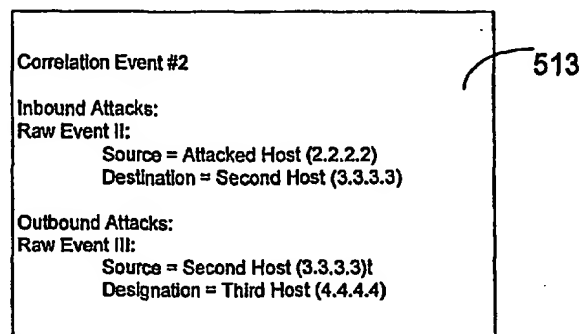 Correlation Event #2
513
Inbound Attacks:
Raw Event II:
Source = Attacked Host (2.2.2.2)
Destination = Second Host (3.3.3.3)
Outbound Attacks:
Raw Event III:
Source = Second Host (3.3.3.3)t
Designation = Third Host (4.4.4.4)